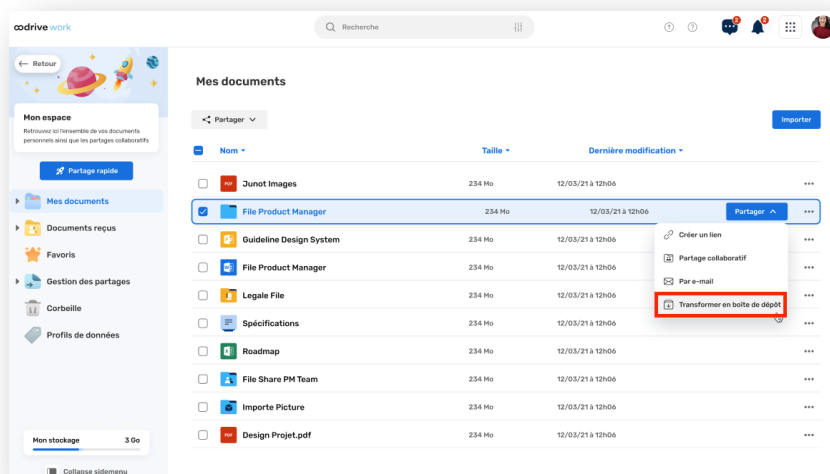 oodrive work
Recherche
2
2
Retour
Mon espace
Retrouvez ici l'ensemble de vos documents
personnels ainsi que les partages collaboratifs
Partage rapide
Mes documents
Documents reçus
Favoris
Gestion des partages
Corbeille
Profils de données
Mon stockage 3 Go
Collapse sidemenu
Mes documents
Partager
Importer
Nom Taille Dernière modification
PDF Junot Images 234 Mo 12/03/21 à 12h06
File Product Manager 234 Mo 12/03/21 à 12h06 Partager
Guideline Design System 234 Mo 12/03/21 à 12h06
File Product Manager 234 Mo 12/03/21 à 12h06
Legale File 234 Mo 12/03/21 à 12h06
Spécifications 234 Mo 12/03/21 à 12h06
Roadmap 234 Mo 12/03/21 à 12h06
File Share PM Team 234 Mo 12/03/21 à 12h06
Importe Picture 234 Mo 12/03/21 à 12h06
PDF Design Projet.pdf 234 Mo 12/03/21 à 12h06
Créer un lien
Partage collaboratif
Par e-mail
Transformer en boîte de dépôt